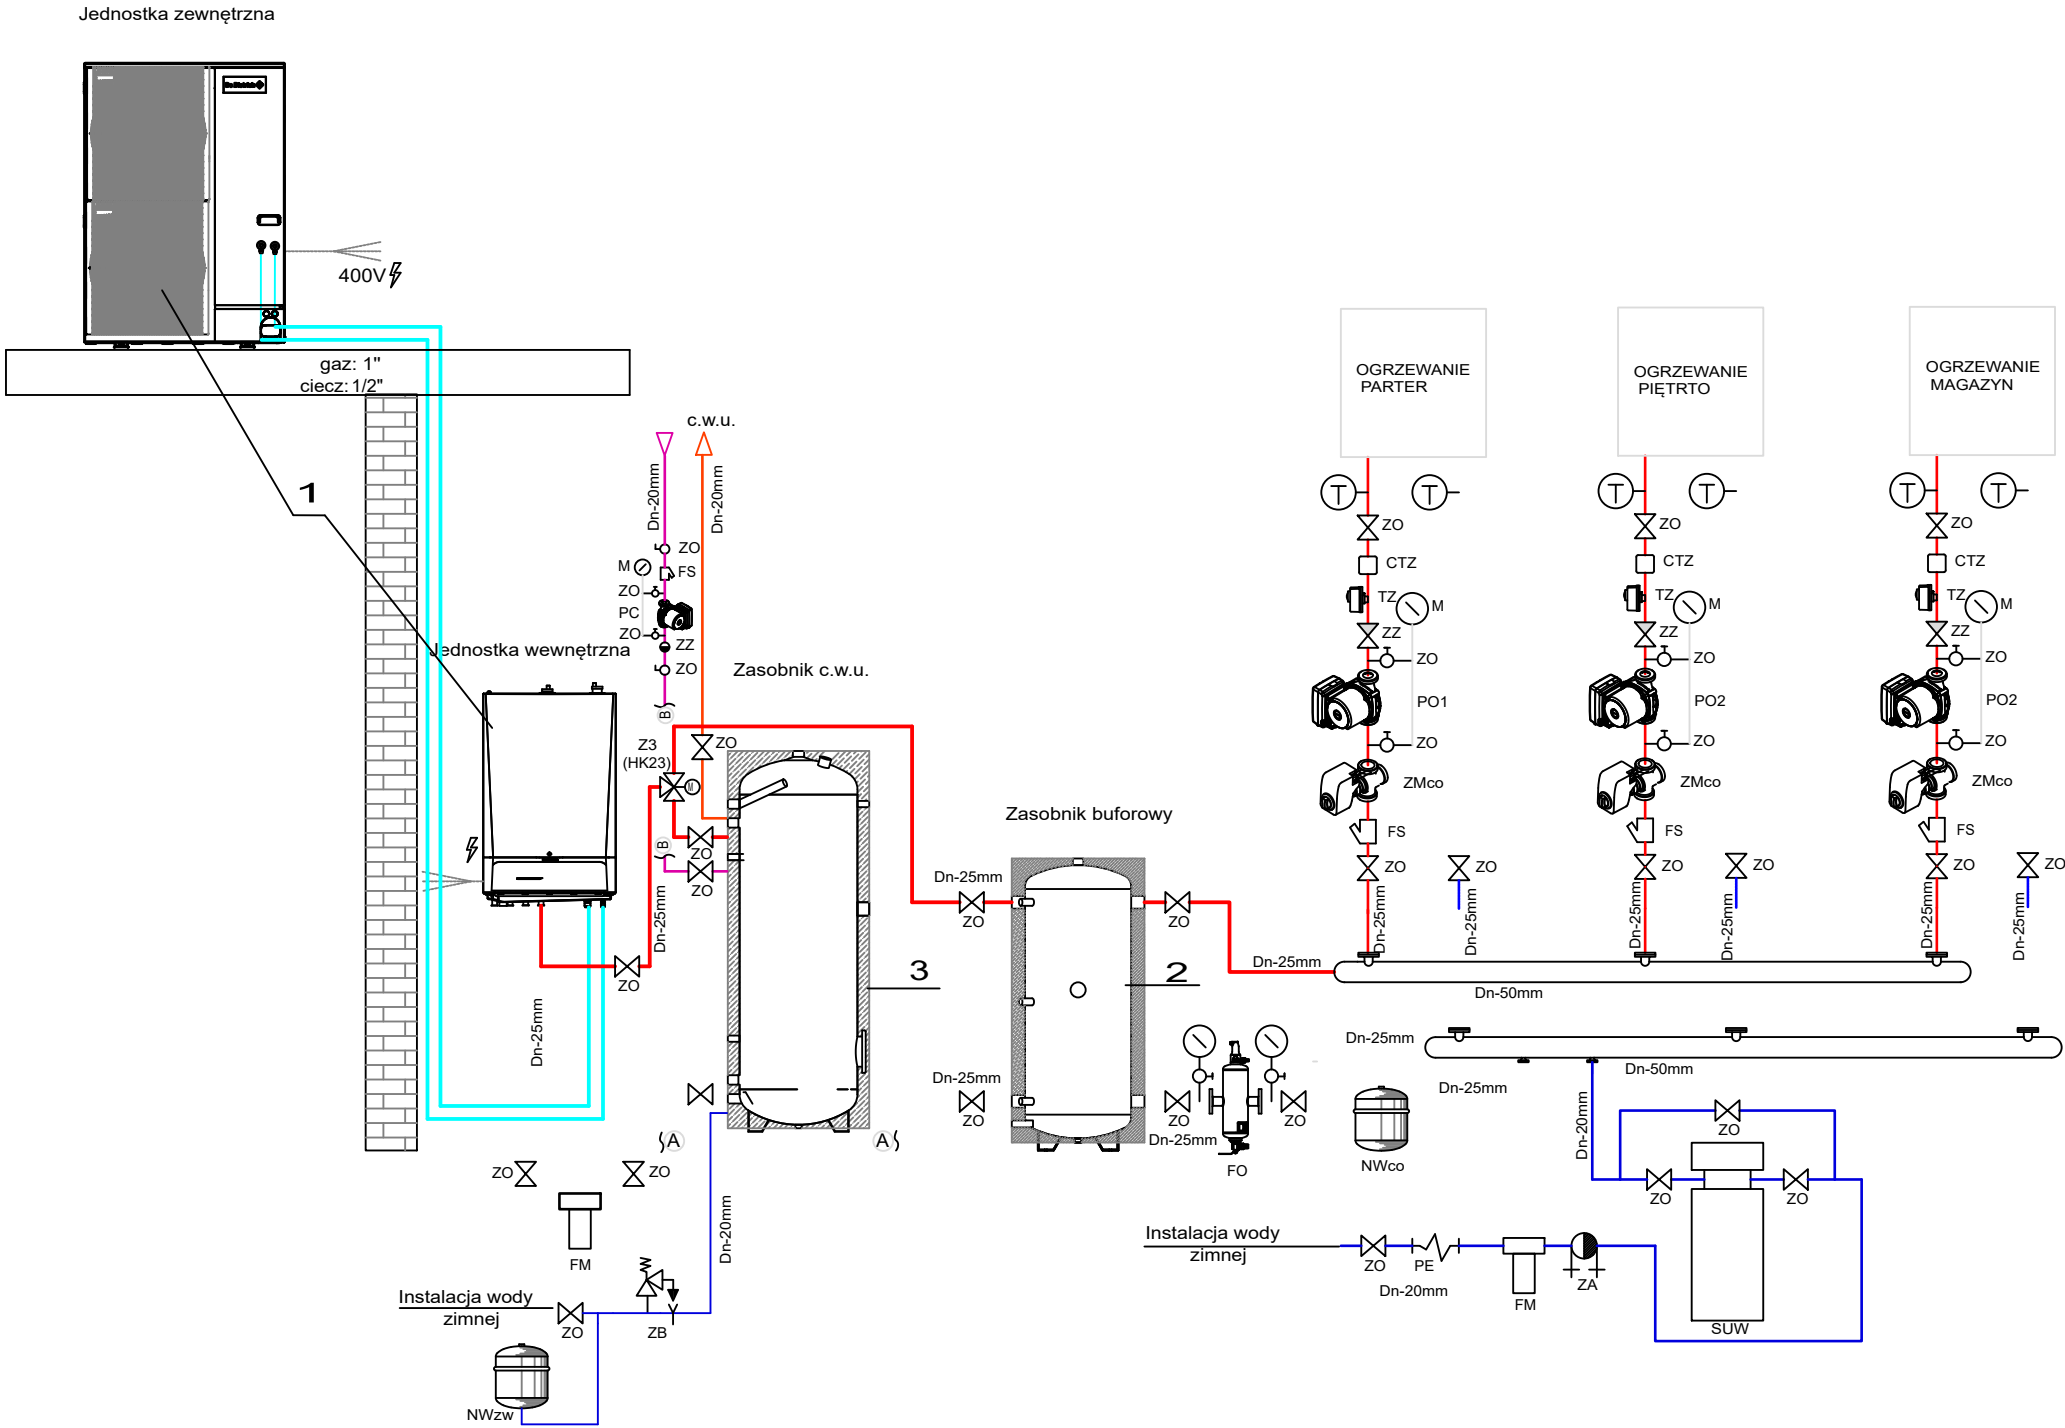 Jednostka zewnętrzna
400V
gaz: 1"
ciecz: 1/2"
1
c.w.u.
Dn-20mm
Dn-20mm
ZO
M
FS
ZO
PC
ZO
ZZ
ZO
B
Jednostka wewnętrzna
Zasobnik c.w.u.
Z3
(HK23)
M
ZO
B
ZO
ZO
Dn-25mm
ZO
Dn-25mm
3
A
A
ZO
ZO
FM
Dn-20mm
Instalacja wody
zimnej
ZO
ZB
NWzw
Zasobnik buforowy
Dn-25mm
ZO
ZO
2
Dn-25mm
Dn-25mm
ZO
ZO
ZO
Dn-25mm
FO
NWco
OGRZEWANIE
PARTER
T
T
ZO
CTZ
TZ
M
ZZ
ZO
PO1
ZO
ZMco
FS
ZO
ZO
Dn-25mm
Dn-25mm
OGRZEWANIE
PIĘTRTO
T
T
ZO
CTZ
TZ
M
ZZ
ZO
PO2
ZO
ZMco
FS
ZO
ZO
Dn-25mm
Dn-25mm
OGRZEWANIE
MAGAZYN
T
T
ZO
CTZ
TZ
M
ZZ
ZO
PO2
ZO
ZMco
FS
ZO
ZO
Dn-25mm
Dn-25mm
Dn-50mm
Dn-25mm
Dn-50mm
Dn-25mm
Dn-20mm
ZO
ZO
ZO
SUW
Instalacja wody
zimnej
ZO
PE
Dn-20mm
FM
ZA